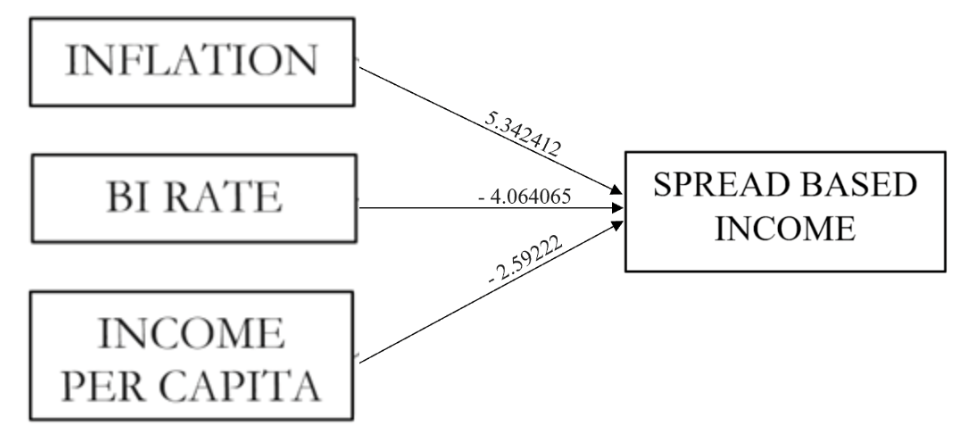 INFLATION
5.342412
BI RATE
- 4.064065
SPREAD BASED
INCOME
- 2.59222
INCOME
PER CAPITA